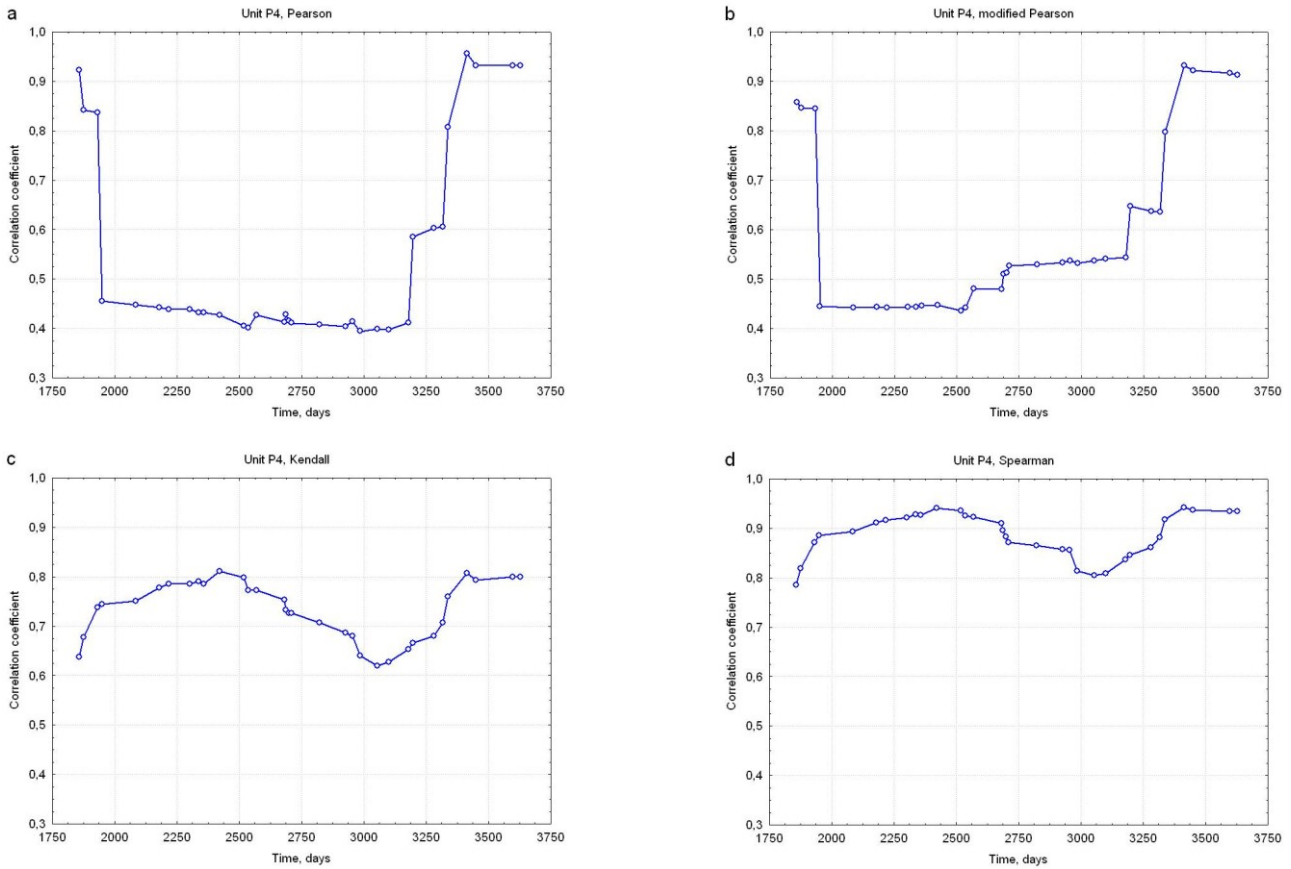 a
Unit P4, Pearson
1,0
0,9
0,8
0,7
0,6
0,5
0,4
0,3
Correlation coefficient
1750 2000 2250 2500 2750 3000 3250 3500 3750
Time, days
b
Unit P4, modified Pearson
1,0
0,9
0,8
0,7
0,6
0,5
0,4
0,3
Correlation coefficient
1750 2000 2250 2500 2750 3000 3250 3500 3750
Time, days
c
Unit P4, Kendall
1,0
0,9
0,8
0,7
0,6
0,5
0,4
0,3
Correlation coefficient
1750 2000 2250 2500 2750 3000 3250 3500 3750
Time, days
d
Unit P4, Spearman
1,0
0,9
0,8
0,7
0,6
0,5
0,4
0,3
Correlation coefficient
1750 2000 2250 2500 2750 3000 3250 3500 3750
Time, days